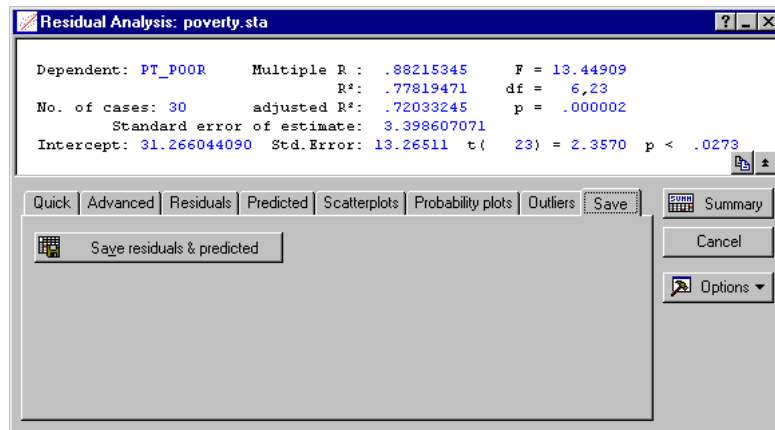 Residual Analysis: poverty.sta
Dependent: PT_POOR Multiple R : .88215345 F = 13.44909
R²: .77819471 df = 6,23
No. of cases: 30 adjusted R²: .72033245 p = .000002
Standard error of estimate: 3.398607071
Intercept: 31.266044090 Std.Error: 13.26511 t( 23) = 2.3570 p < .0273
Quick Advanced Residuals Predicted Scatterplots Probability plots Outliers Save
SUMM Summary
Save residuals & predicted
Cancel
Options